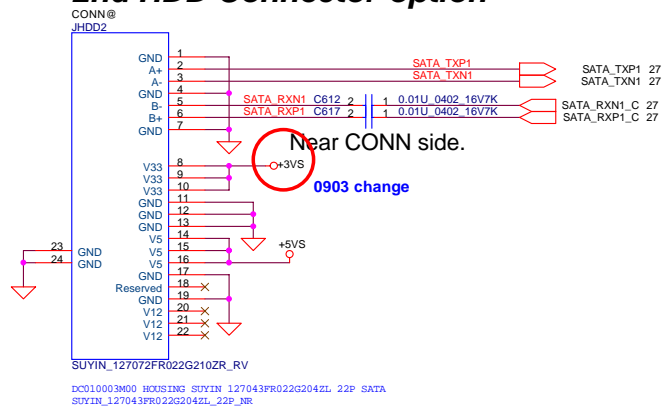 2nd HDD Connector option
CONN@
JHDD2
GND 1
A+ 2 SATA_TXP1 SATA_TXP1 27
A- 3 SATA_TXN1 SATA_TXN1 27
GND 4
B- 5 SATA_RXN1 C612 2 1 0.01U_0402_16V7K SATA_RXN1_C 27
B+ 6 SATA_RXP1 C617 2 1 0.01U_0402_16V7K SATA_RXP1_C 27
GND 7
Near CONN side.
V33 8 +3VS
V33 9
V33 10
0903 change
GND 11
GND 12
GND 13
V5 14
23 GND V5 15 +5VS
24 GND V5 16
GND 17
Reserved 18
GND 19
V12 20
V12 21
V12 22
SUYIN_127072FR022G210ZR_RV
DC010003M00 HOUSING SUYIN 127043FR022G204ZL 22P SATA
SUYIN_127043FR022G204ZL_22P_NR